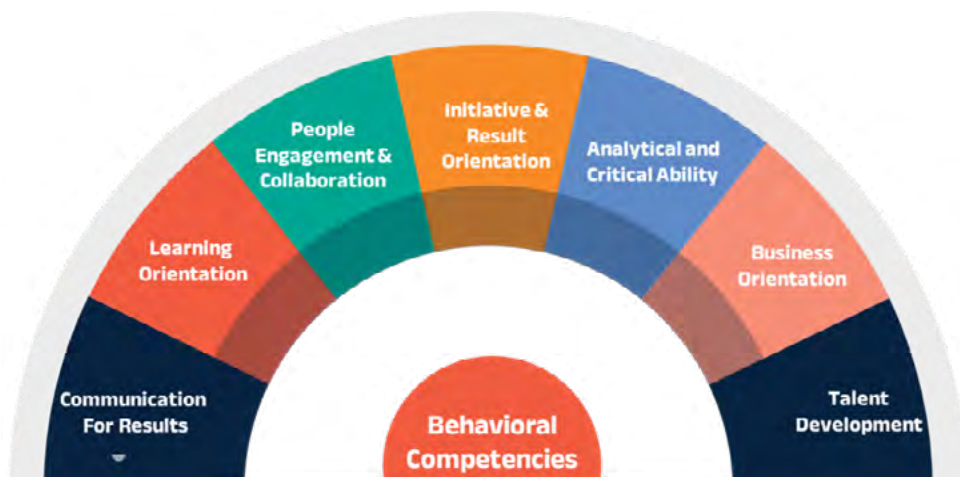 Communication
For Results
Learning
Orientation
People
Engagement &
Collaboration
Initiative &
Result
Orientation
Analytical and
Critical Ability
Business
Orientation
Talent
Development
Behavioral
Competencies